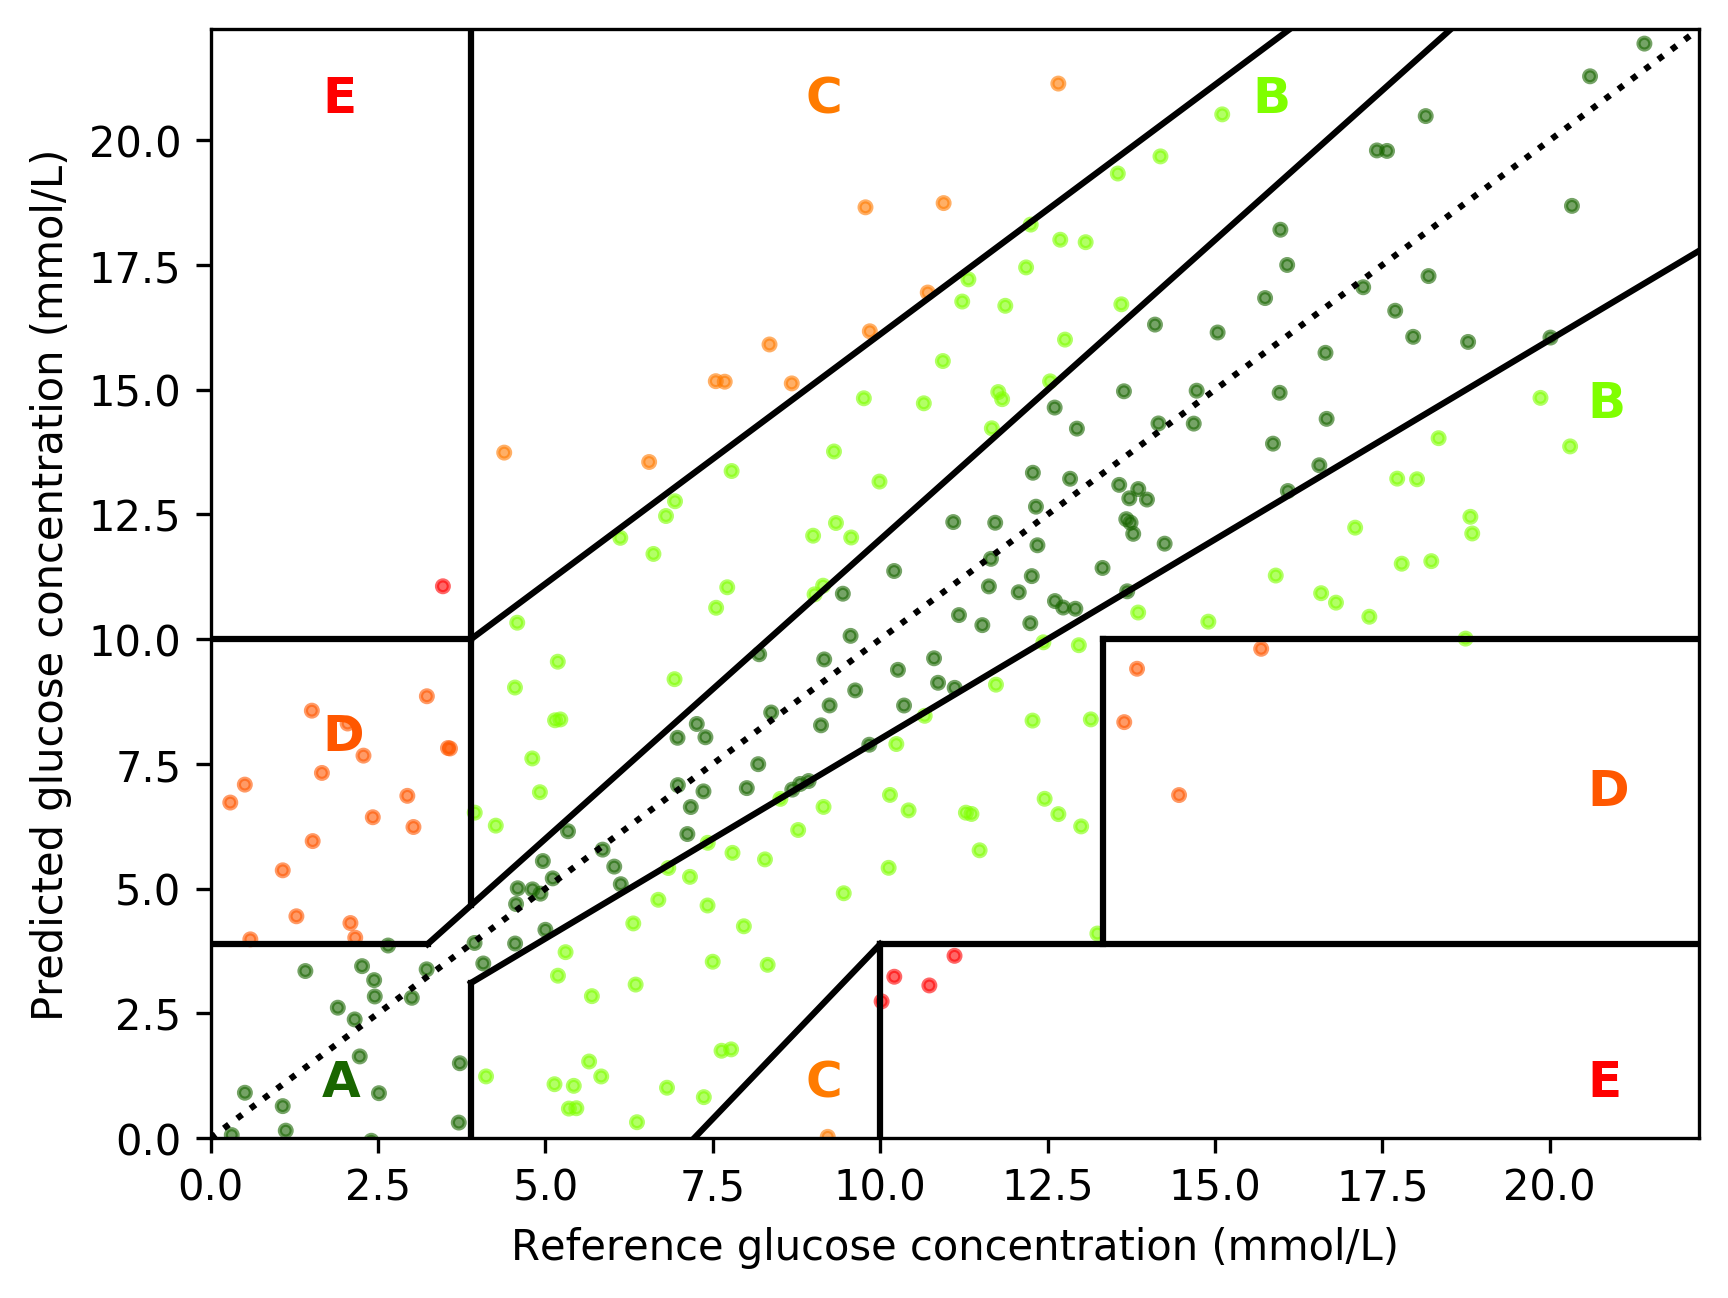 E
C
B
20.0
17.5
15.0
B
12.5
10.0
D
7.5
D
5.0
2.5
A
C
E
0.0
0.0 2.5 5.0 7.5 10.0 12.5 15.0 17.5 20.0
Reference glucose concentration (mmol/L)
Predicted glucose concentration (mmol/L)